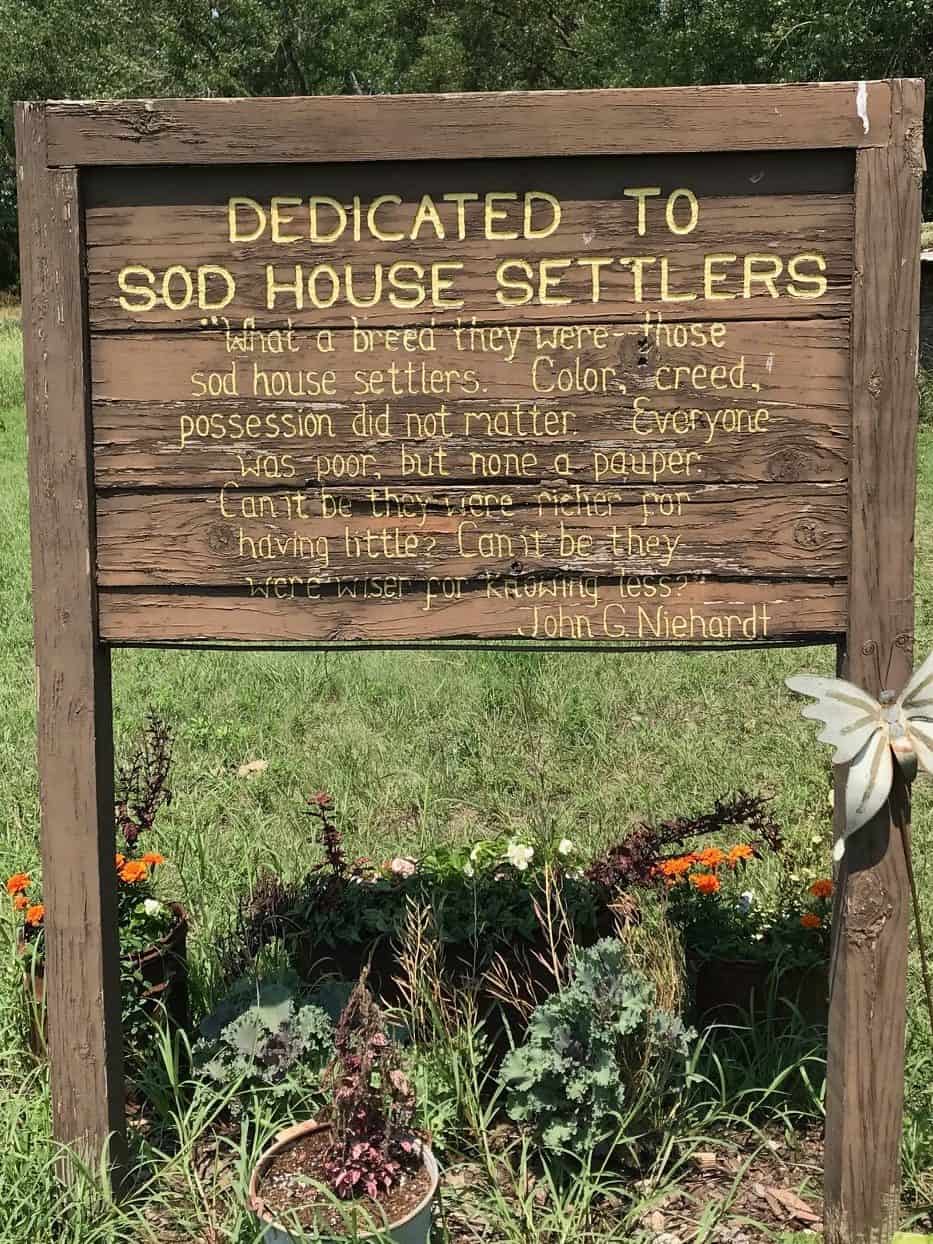 DEDICATED TO
SOD HOUSE SETTLERS
"What a breed they were--those
sod house settlers. Color, creed,
possession did not matter. Everyone
was poor, but none a pauper.
Can it be they were richer for
having little? Can it be they
were wiser for knowing less?"
John G. Niehardt